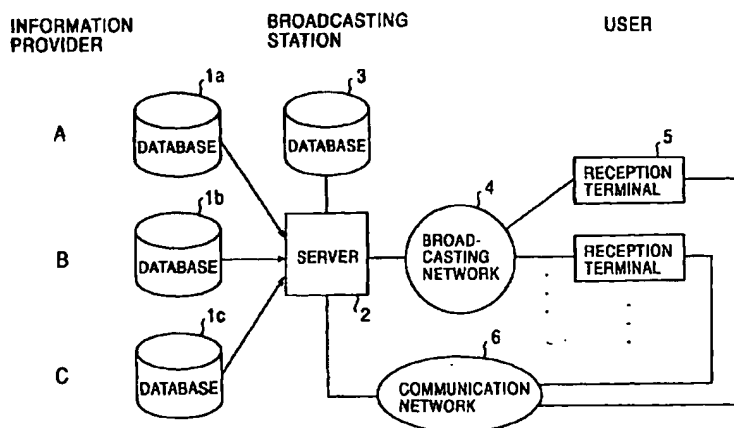 INFORMATION
PROVIDER
BROADCASTING
STATION
USER
A
1a
DATABASE
3
DATABASE
5
RECEPTION
TERMINAL
B
1b
DATABASE
SERVER
2
4
BROAD-
CASTING
NETWORK
RECEPTION
TERMINAL
C
1c
DATABASE
6
COMMUNICATION
NETWORK